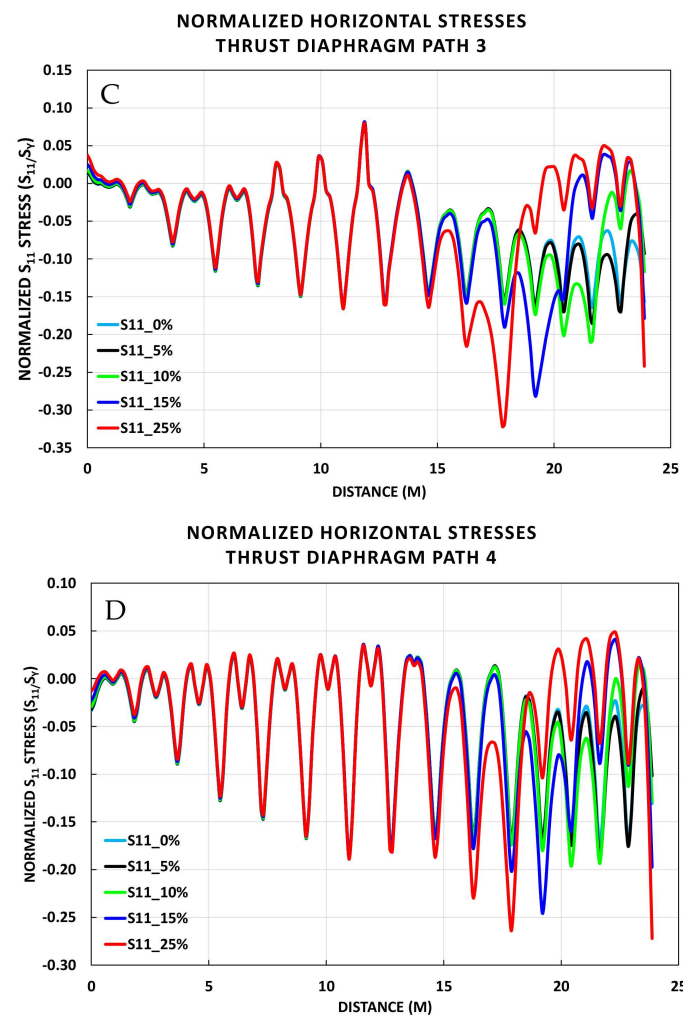 NORMALIZED HORIZONTAL STRESSES
THRUST DIAPHRAGM PATH 3
C
NORMALIZED S₁₁ STRESS (S₁₁/Sᵧ)
0.15
0.10
0.05
0.00
-0.05
-0.10
-0.15
-0.20
-0.25
-0.30
-0.35
S11_0%
S11_5%
S11_10%
S11_15%
S11_25%
0 5 10 15 20 25
DISTANCE (M)
NORMALIZED HORIZONTAL STRESSES
THRUST DIAPHRAGM PATH 4
D
NORMALIZED S₁₁ STRESS (S₁₁/Sᵧ)
0.10
0.05
0.00
-0.05
-0.10
-0.15
-0.20
-0.25
-0.30
S11_0%
S11_5%
S11_10%
S11_15%
S11_25%
0 5 10 15 20 25
DISTANCE (M)